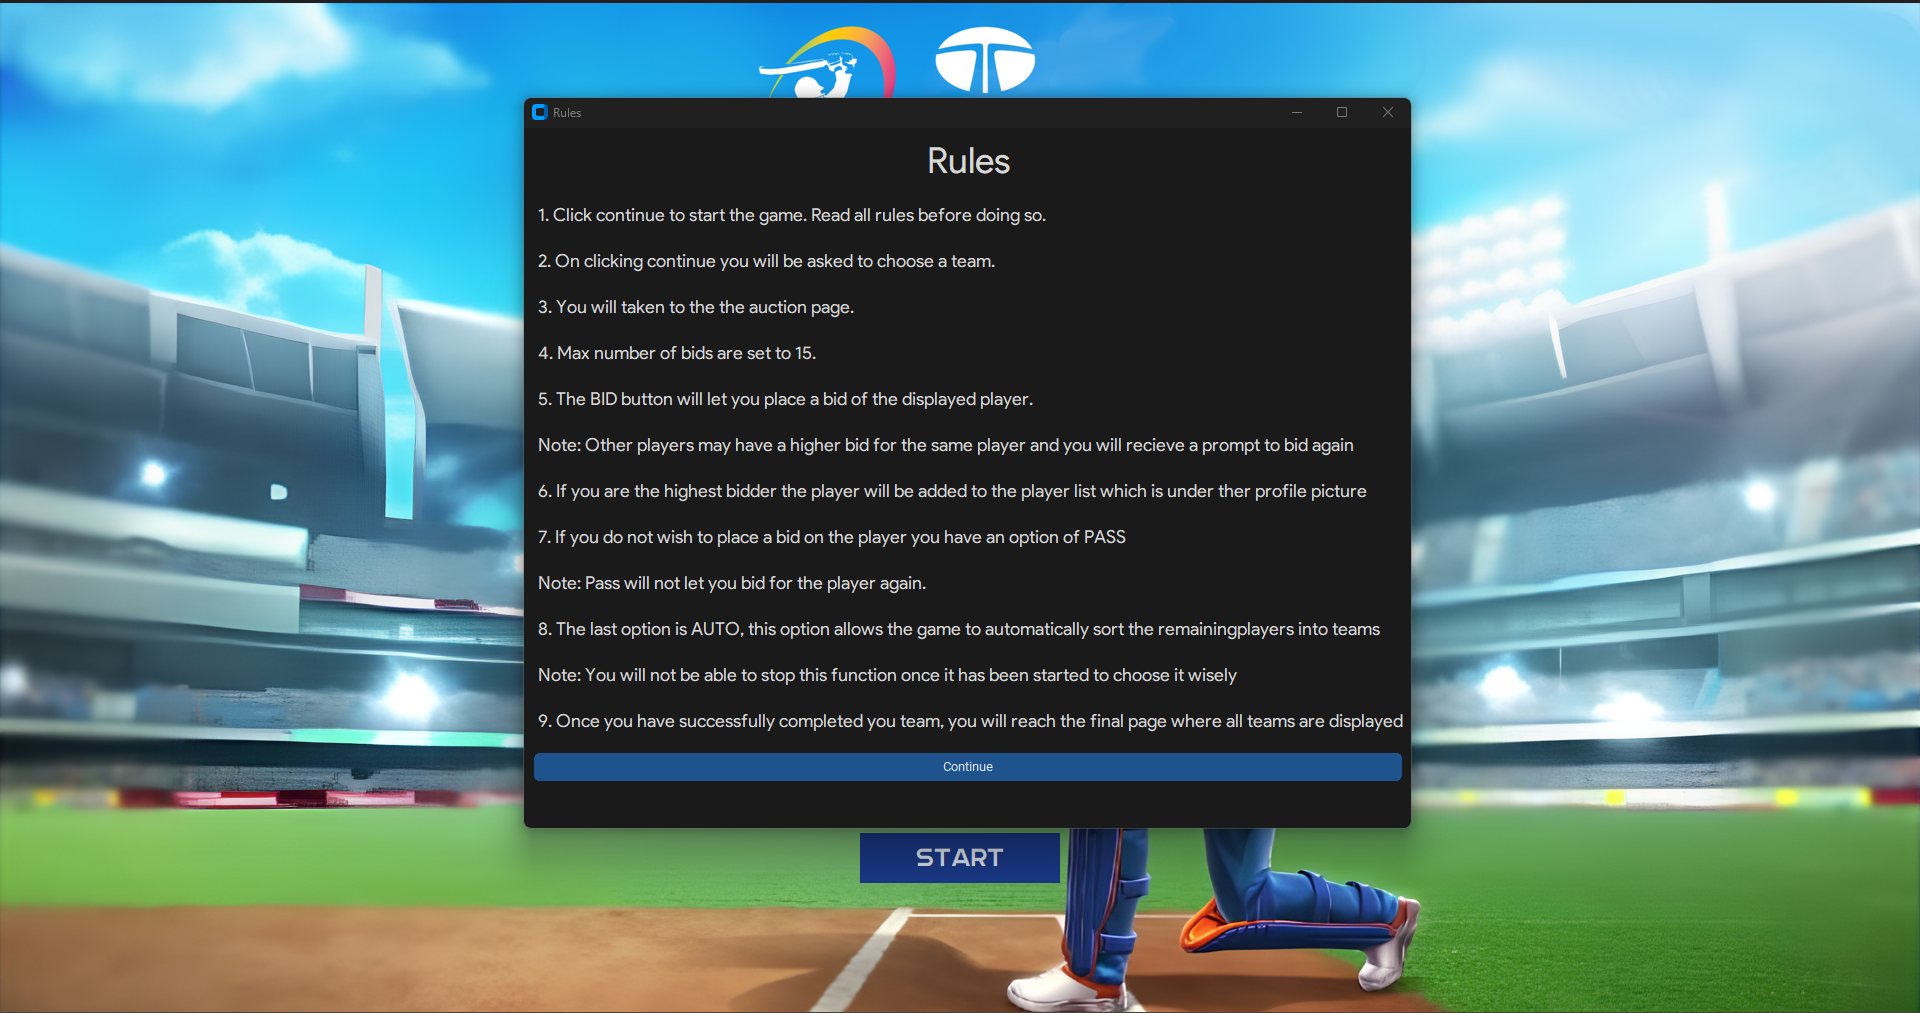 Rules
Rules
1. Click continue to start the game. Read all rules before doing so.
2. On clicking continue you will be asked to choose a team.
3. You will taken to the the auction page.
4. Max number of bids are set to 15.
5. The BID button will let you place a bid of the displayed player.
Note: Other players may have a higher bid for the same player and you will recieve a prompt to bid again
6. If you are the highest bidder the player will be added to the player list which is under ther profile picture
7. If you do not wish to place a bid on the player you have an option of PASS
Note: Pass will not let you bid for the player again.
8. The last option is AUTO, this option allows the game to automatically sort the remainingplayers into teams
Note: You will not be able to stop this function once it has been started to choose it wisely
9. Once you have successfully completed you team, you will reach the final page where all teams are displayed
Continue
START